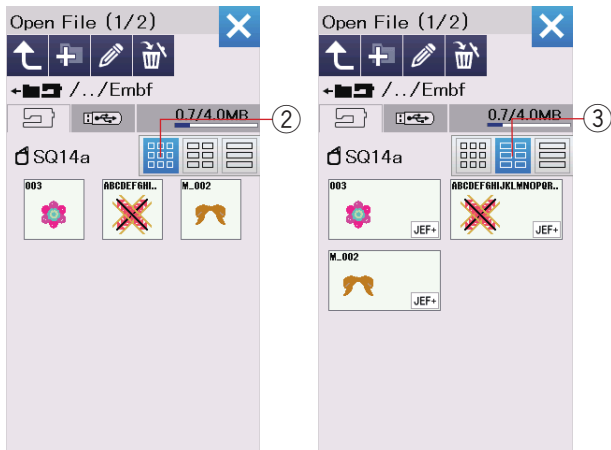 Open File (1/2)
/../Embf
0.7/4.0MB
②
SQ14a
003
ABCDEFGHI..
M_002
Open File (1/2)
/../Embf
0.7/4.0MB
③
SQ14a
003
JEF+
ABCDEFGHIJKLMNOPQR..
JEF+
M_002
JEF+